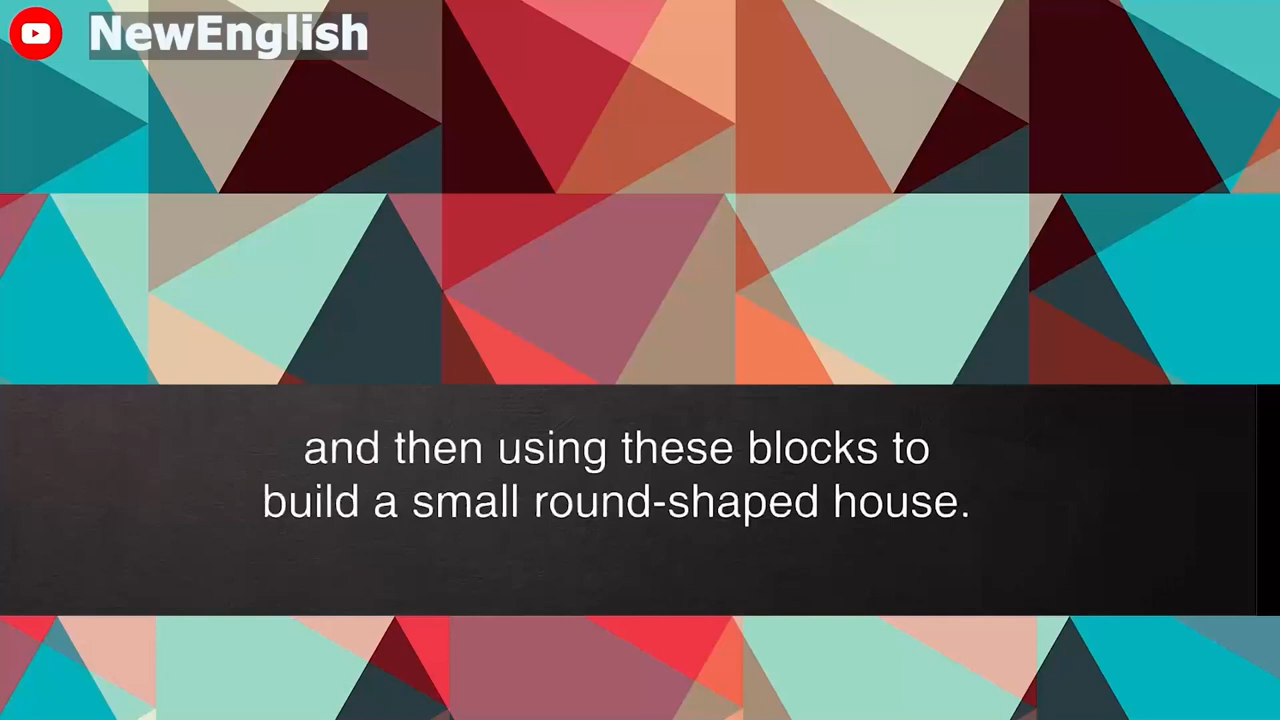 NewEnglish
and then using these blocks to
build a small round-shaped house.